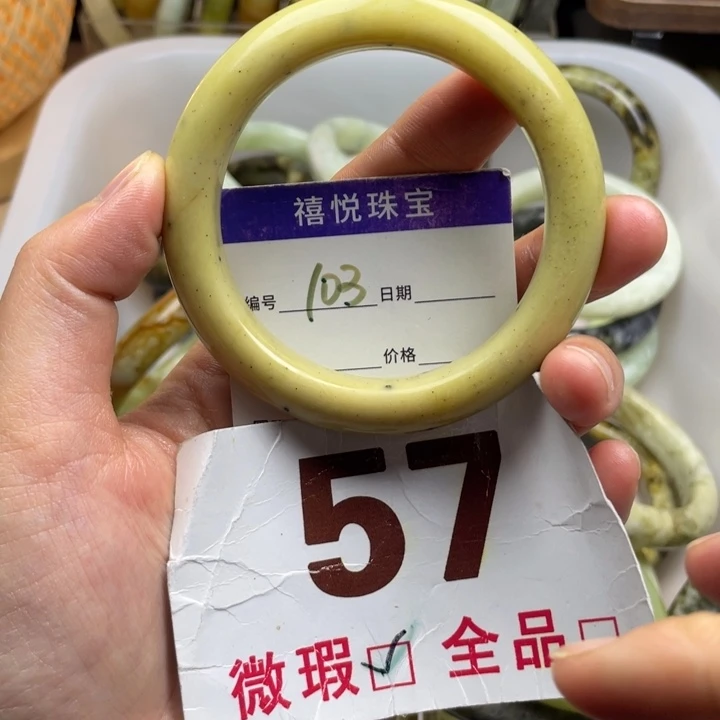 禧悦珠宝
编号 103 日期
价格
57
微瑕☑ 全品□